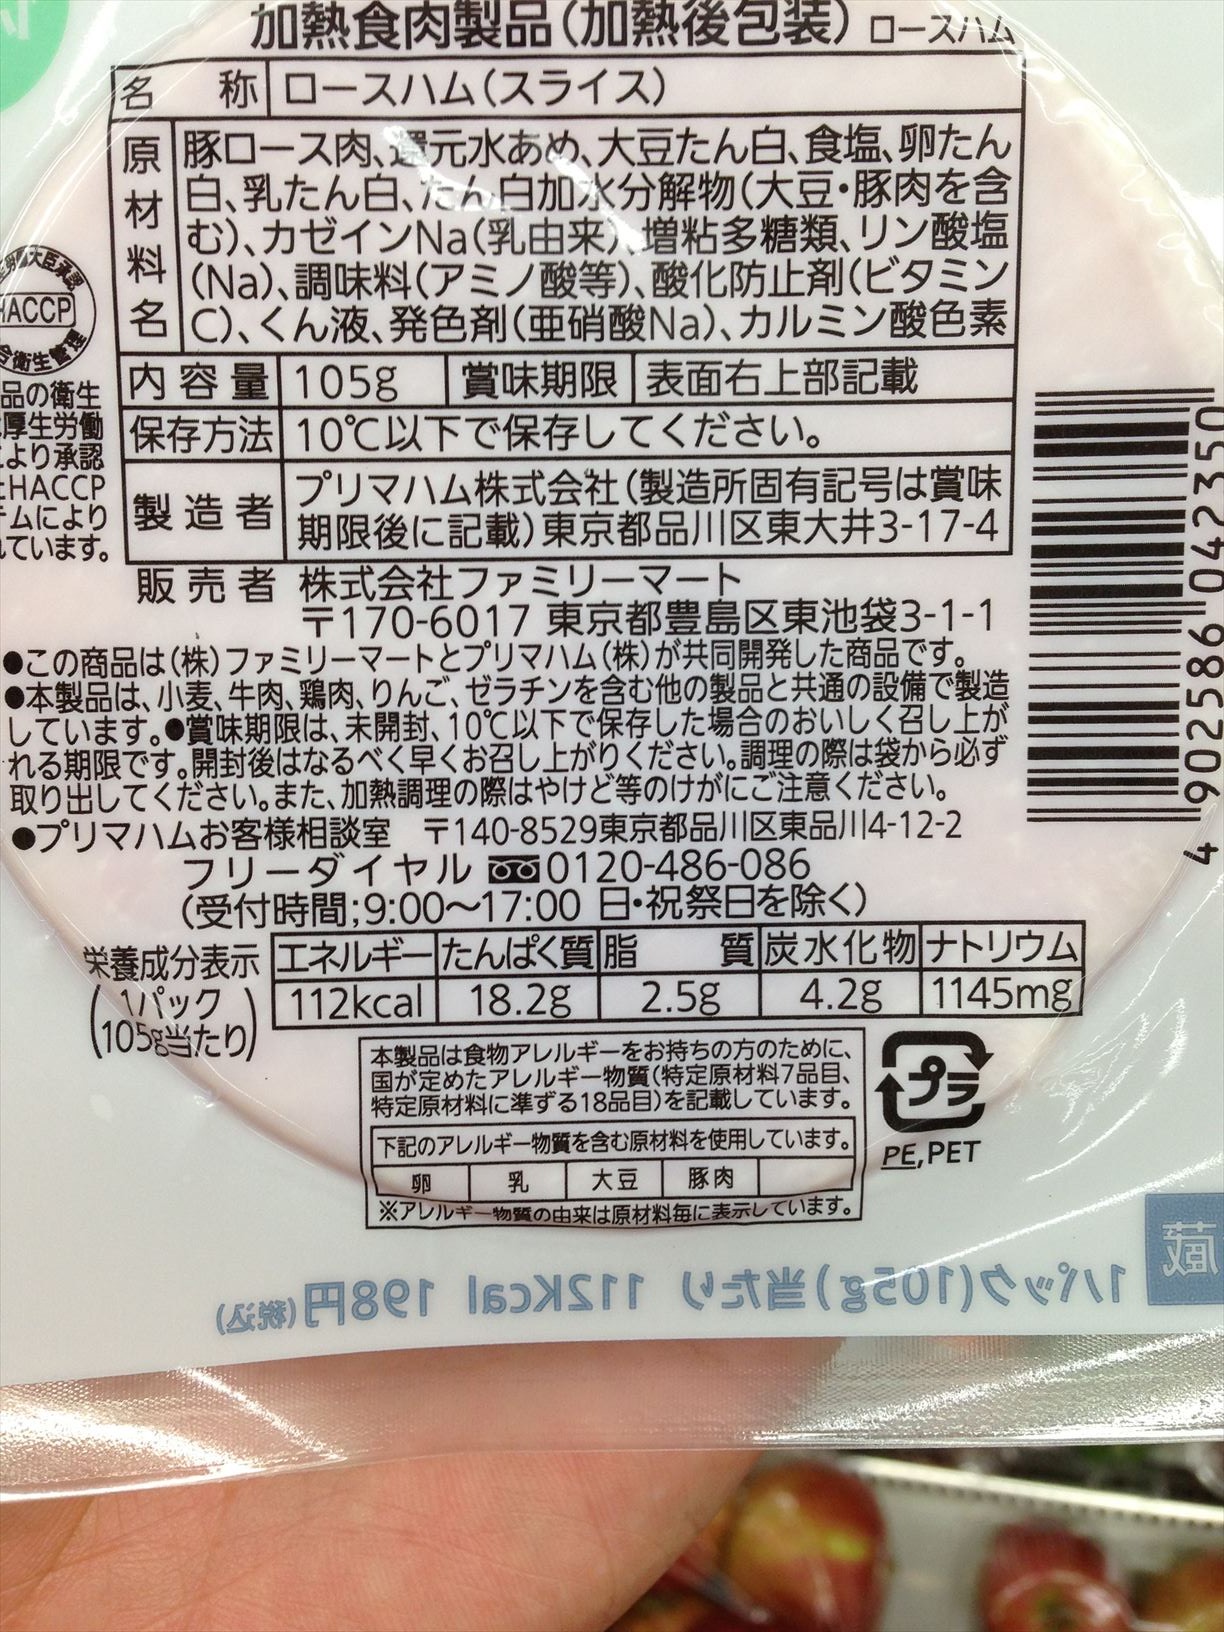 加熱食肉製品(加熱後包装) ロースハム
名 称 ロースハム(スライス)
原材料名 豚ロース肉、還元水あめ、大豆たん白、食塩、卵たん
白、乳たん白、たん白加水分解物(大豆・豚肉を含
む)、カゼインNa(乳由来)、増粘多糖類、リン酸塩
(Na)、調味料(アミノ酸等)、酸化防止剤(ビタミン
C)、くん液、発色剤(亜硝酸Na)、カルミン酸色素
内容量 105g 賞味期限 表面右上部記載
保存方法 10℃以下で保存してください。
製造者 プリマハム株式会社(製造所固有記号は賞味
期限後に記載)東京都品川区東大井3-17-4
販売者 株式会社ファミリーマート
〒170-6017 東京都豊島区東池袋3-1-1
HACCP
品の衛生
厚生労働
より承認
HACCP
ムにより
ています。
●この商品は(株)ファミリーマートとプリマハム(株)が共同開発した商品です。
●本製品は、小麦、牛肉、鶏肉、りんご、ゼラチンを含む他の製品と共通の設備で製造
しています。●賞味期限は、未開封、10℃以下で保存した場合のおいしく召し上が
れる期限です。開封後はなるべく早くお召し上がりください。調理の際は袋から必ず
取り出してください。また、加熱調理の際はやけど等のけがにご注意ください。
●プリマハムお客様相談室 〒140-8529東京都品川区東品川4-12-2
フリーダイヤル 0120-486-086
(受付時間;9:00〜17:00 日・祝祭日を除く)
4 902586 042350
栄養成分表示
(1パック
105g当たり)
エネルギー たんぱく質 脂質 炭水化物 ナトリウム
112kcal 18.2g 2.5g 4.2g 1145mg
本製品は食物アレルギーをお持ちの方のために、
国が定めたアレルギー物質(特定原材料7品目、
特定原材料に準ずる18品目)を記載しています。
下記のアレルギー物質を含む原材料を使用しています。
卵 乳 大豆 豚肉
※アレルギー物質の由来は原材料毎に表示しています。
プラ
PE,PET
蔵
1パック(105g)当たり 112Kcal 198円(税込)